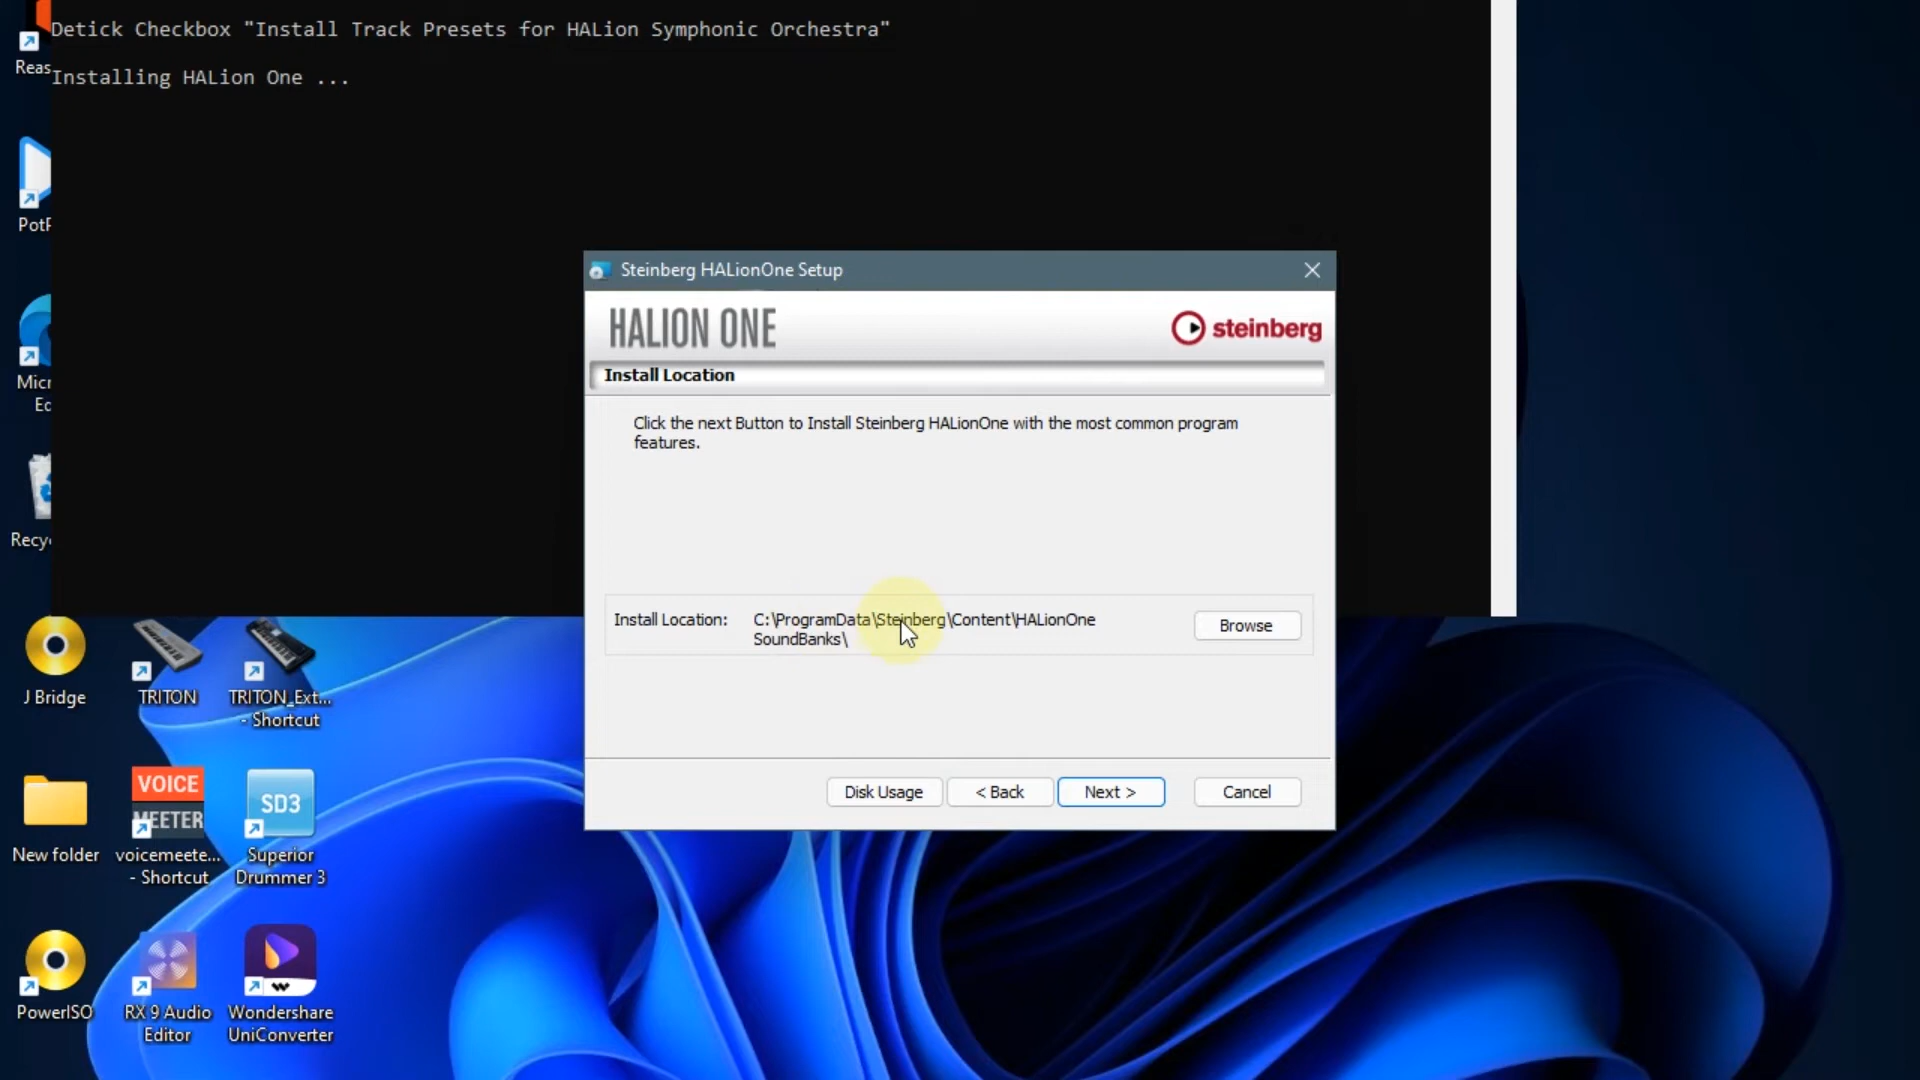 Detick Checkbox "Install Track Presets for HALion Symphonic Orchestra"
Installing HALion One ...
Reas
PotP
Micr
Ec
Recy
Steinberg HALionOne Setup
HALION ONE
steinberg
Install Location
Click the next Button to Install Steinberg HALionOne with the most common program
features.
Install Location:
C:\ProgramData\Steinberg\Content\HALionOne
SoundBanks\
Browse
Disk Usage
< Back
Next >
Cancel
J Bridge
TRITON
TRITON_Ext...
- Shortcut
VOICE
MEETER
SD3
New folder
voicemeete...
- Shortcut
Superior
Drummer 3
PowerISO
RX 9 Audio
Editor
Wondershare
UniConverter